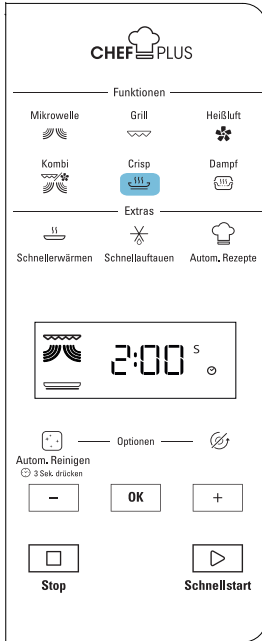 CHEF PLUS
Funktionen
Mikrowelle Grill Heißluft
Kombi Crisp Dampf
Extras
Schnellerwärmen Schnellauftauen Autom. Rezepte
2:00 S
Optionen
Autom. Reinigen
3 Sek. drücken
− OK +
Stop Schnellstart